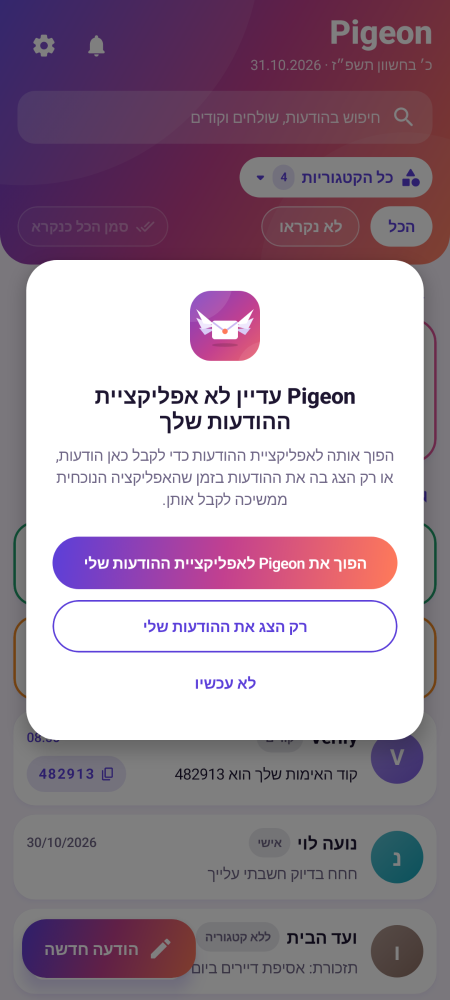 Pigeon
כ׳ בחשוון תשפ״ז · 31.10.2026
חיפוש בהודעות, שולחים וקודים
כל הקטגוריות 4
הכל
לא נקראו
סמן הכל כנקרא
Pigeon עדיין לא אפליקציית
ההודעות שלך
הפוך אותה לאפליקציית ההודעות כדי לקבל כאן הודעות,
או רק הצג בה את ההודעות בזמן שהאפליקציה הנוכחית
ממשיכה לקבל אותן.
הפוך את Pigeon לאפליקציית ההודעות שלי
רק הצג את ההודעות שלי
לא עכשיו
V
קוד האימות שלך הוא 482913
482913
נ
נועה לוי
אישי
30/10/2026
חחח בדיוק חשבתי עלייך
ו
ועד הבית
ללא קטגוריה
תזכורת: אסיפת דיירים ביום
הודעה חדשה